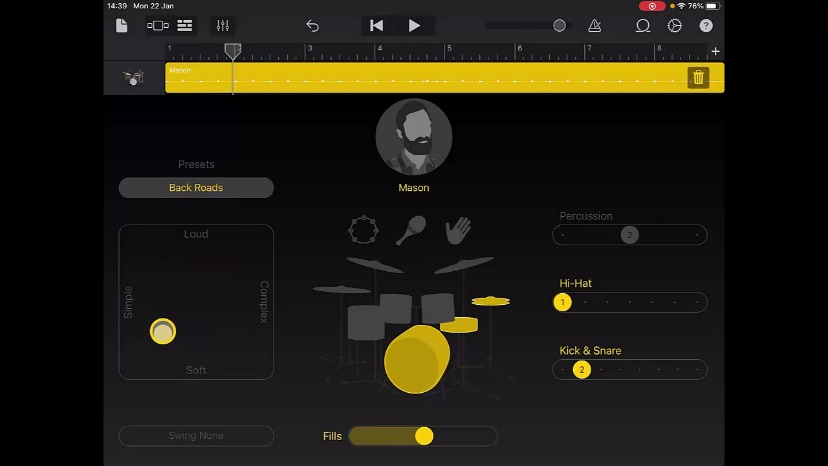 14:39 Mon 22 Jan
76%
?
1 2 3 4 5 6 7 8 +
Mason
Presets
Back Roads
Mason
Percussion
2
Loud
Simple
Complex
Soft
Hi-Hat
1
Kick & Snare
2
Swing None
Fills